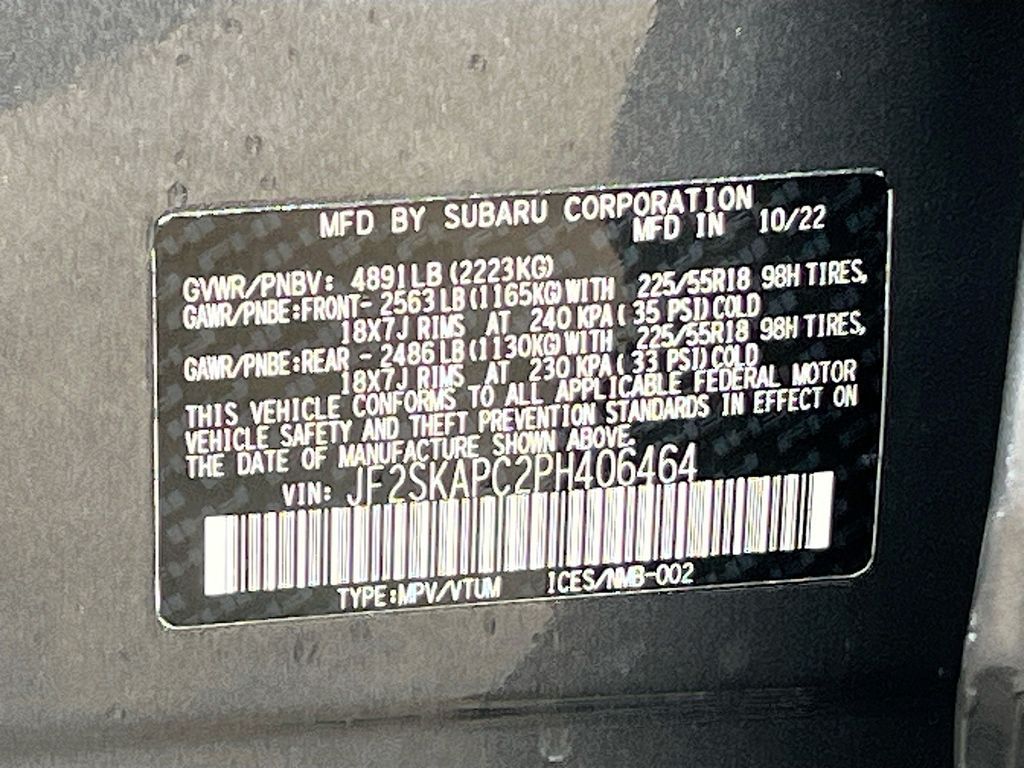 MFD BY SUBARU CORPORATION
MFD IN 10/22
GVWR/PNBV: 4891LB (2223KG)
GAWR/PNBE:FRONT- 2563LB(1165KG)WITH 225/55R18 98H TIRES,
18X7J RIMS AT 240 KPA( 35 PSI)COLD
GAWR/PNBE:REAR - 2486LB(1130KG)WITH 225/55R18 98H TIRES,
18X7J RIMS AT 230 KPA( 33 PSI)COLD
THIS VEHICLE CONFORMS TO ALL APPLICABLE FEDERAL MOTOR
VEHICLE SAFETY AND THEFT PREVENTION STANDARDS IN EFFECT ON
THE DATE OF MANUFACTURE SHOWN ABOVE.
VIN: JF2SKAPC2PH406464
TYPE:MPV/VTUM ICES/NMB-002